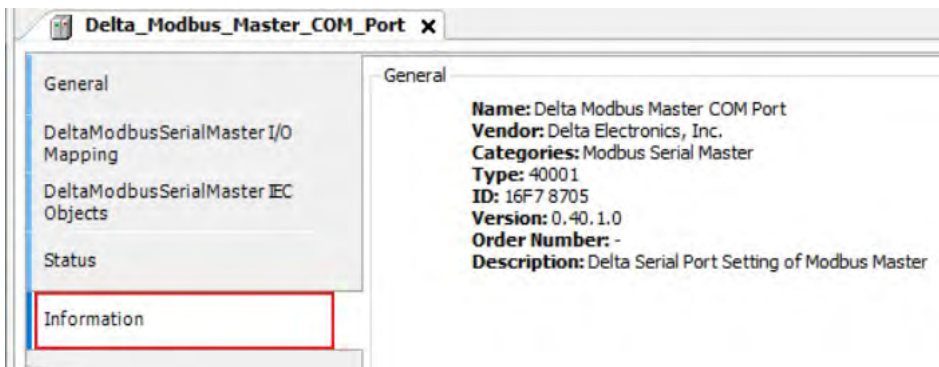 Delta_Modbus_Master_COM_Port X
General
DeltaModbusSerialMaster I/O
Mapping
DeltaModbusSerialMaster IEC
Objects
Status
Information
General
Name: Delta Modbus Master COM Port
Vendor: Delta Electronics, Inc.
Categories: Modbus Serial Master
Type: 40001
ID: 16F7 8705
Version: 0.40.1.0
Order Number: -
Description: Delta Serial Port Setting of Modbus Master